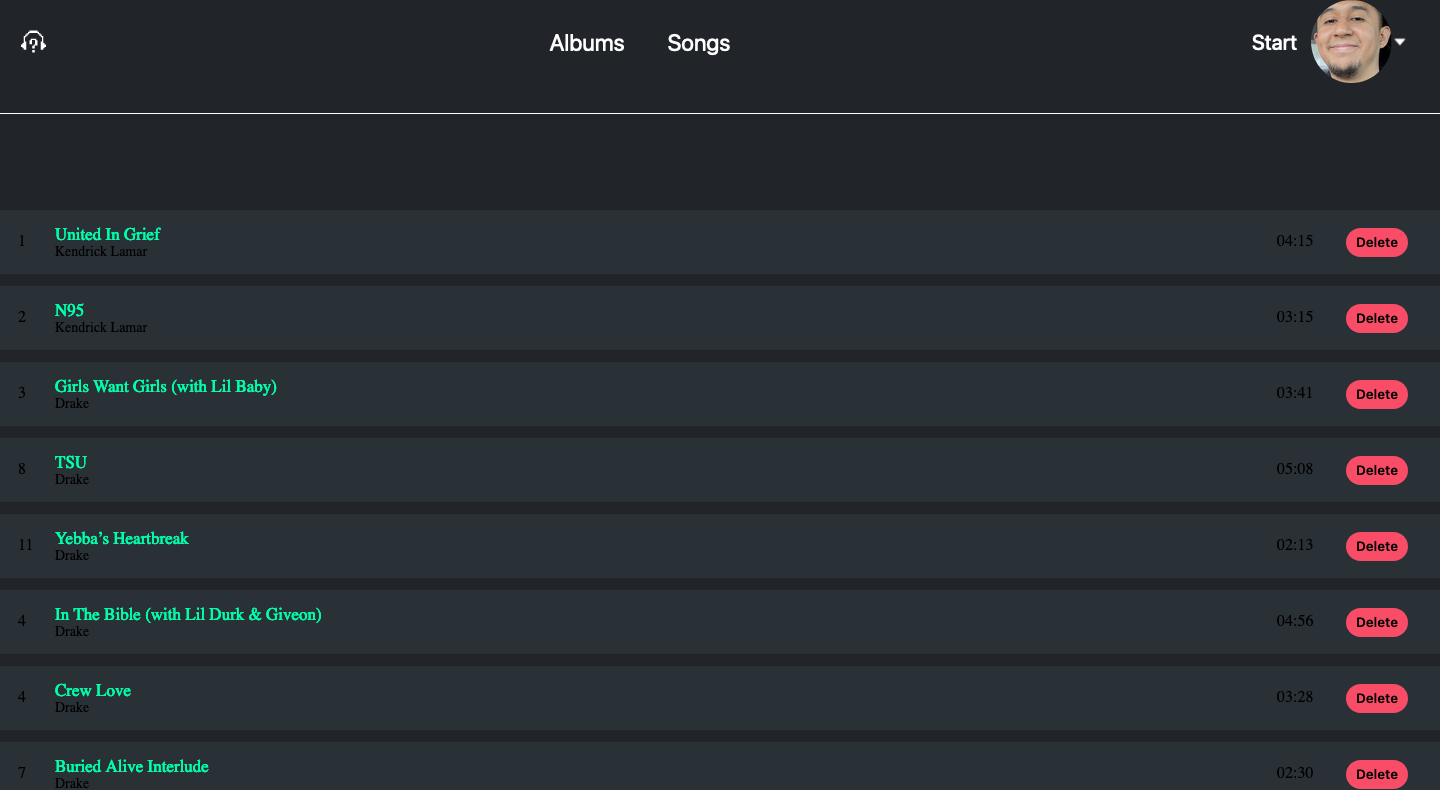 Albums Songs Start
1 United In Grief 04:15 Delete
Kendrick Lamar
2 N95 03:15 Delete
Kendrick Lamar
3 Girls Want Girls (with Lil Baby) 03:41 Delete
Drake
8 TSU 05:08 Delete
Drake
11 Yebba’s Heartbreak 02:13 Delete
Drake
4 In The Bible (with Lil Durk & Giveon) 04:56 Delete
Drake
4 Crew Love 03:28 Delete
Drake
7 Buried Alive Interlude 02:30 Delete
Drake